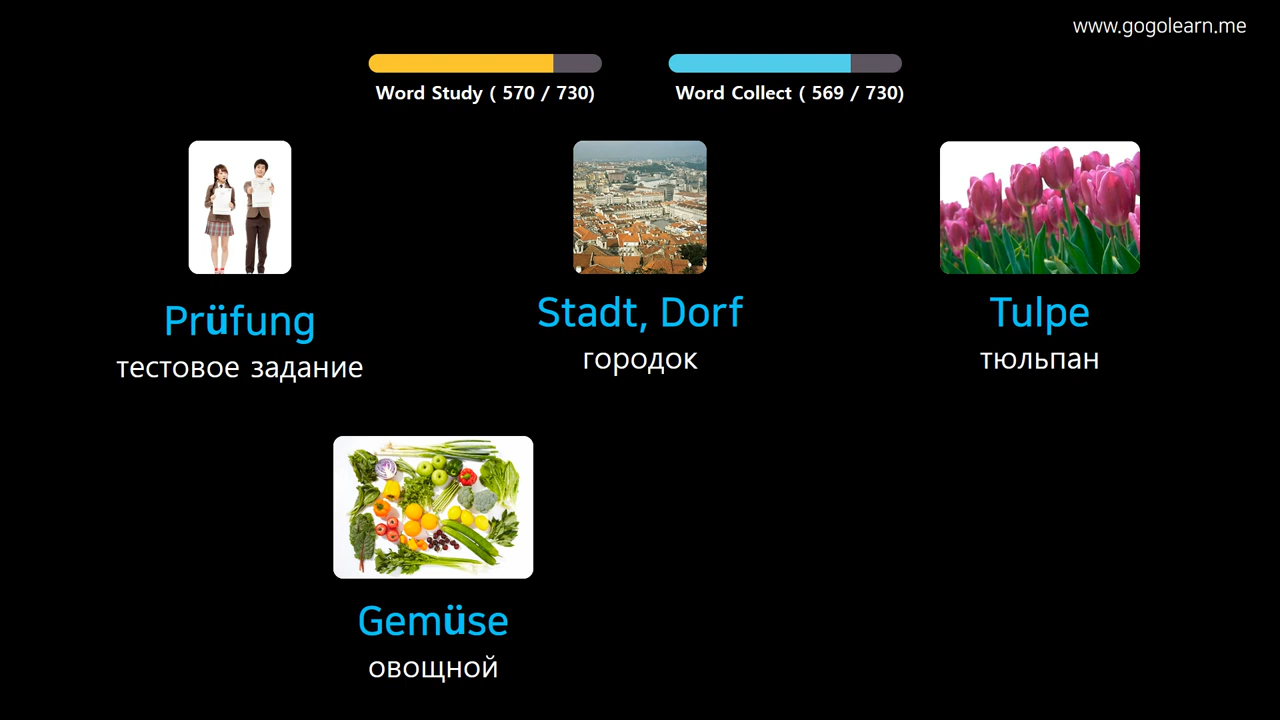 www.gogolearn.me
Word Study ( 570 / 730)
Word Collect ( 569 / 730)
Prüfung
тестовое задание
Stadt, Dorf
городок
Tulpe
тюльпан
Gemüse
овощной